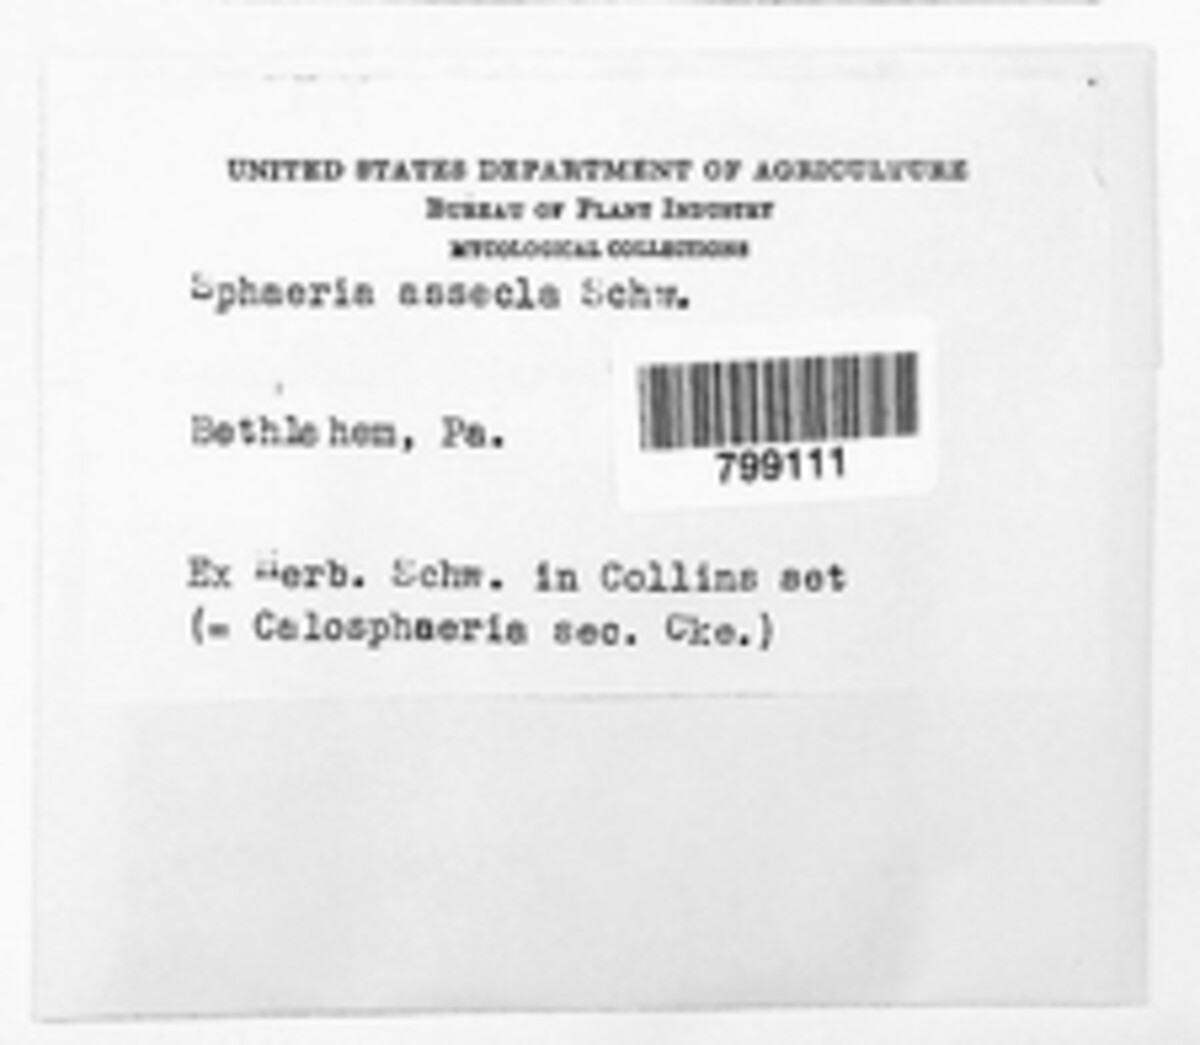 UNITED STATES DEPARTMENT OF AGRICULTURE
BUREAU OF PLANT INDUSTRY
MYCOLOGICAL COLLECTIONS
Sphaeria assecla Schw.
799111
Bethlehem, Pa.
Ex Herb. Schw. in Collins set
(= Calosphaeria sec. Cke.)